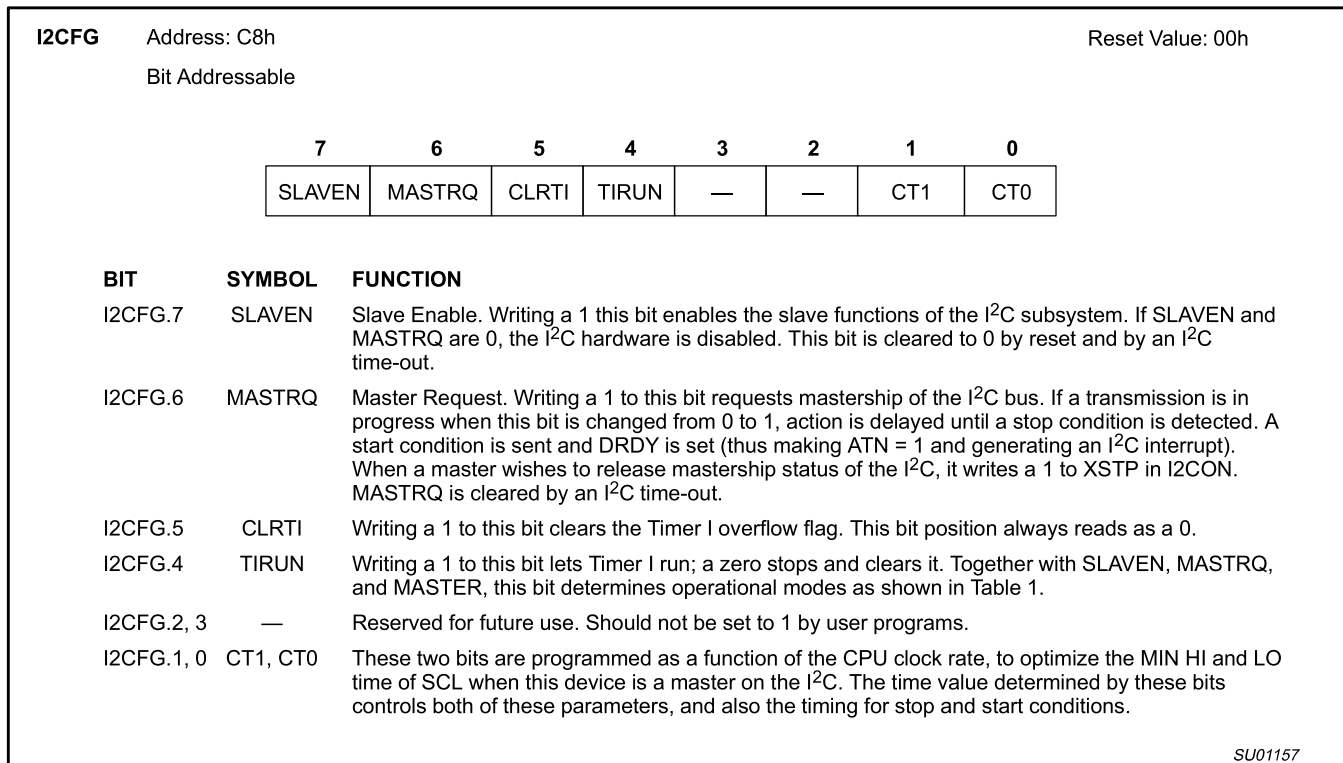 I2CFG Address: C8h Reset Value: 00h
Bit Addressable
7 6 5 4 3 2 1 0
SLAVEN MASTRQ CLRTI TIRUN — — CT1 CT0
BIT SYMBOL FUNCTION
I2CFG.7 SLAVEN Slave Enable. Writing a 1 this bit enables the slave functions of the I²C subsystem. If SLAVEN and
MASTRQ are 0, the I²C hardware is disabled. This bit is cleared to 0 by reset and by an I²C
time-out.
I2CFG.6 MASTRQ Master Request. Writing a 1 to this bit requests mastership of the I²C bus. If a transmission is in
progress when this bit is changed from 0 to 1, action is delayed until a stop condition is detected. A
start condition is sent and DRDY is set (thus making ATN = 1 and generating an I²C interrupt).
When a master wishes to release mastership status of the I²C, it writes a 1 to XSTP in I2CON.
MASTRQ is cleared by an I²C time-out.
I2CFG.5 CLRTI Writing a 1 to this bit clears the Timer I overflow flag. This bit position always reads as a 0.
I2CFG.4 TIRUN Writing a 1 to this bit lets Timer I run; a zero stops and clears it. Together with SLAVEN, MASTRQ,
and MASTER, this bit determines operational modes as shown in Table 1.
I2CFG.2, 3 — Reserved for future use. Should not be set to 1 by user programs.
I2CFG.1, 0 CT1, CT0 These two bits are programmed as a function of the CPU clock rate, to optimize the MIN HI and LO
time of SCL when this device is a master on the I²C. The time value determined by these bits
controls both of these parameters, and also the timing for stop and start conditions.
SU01157